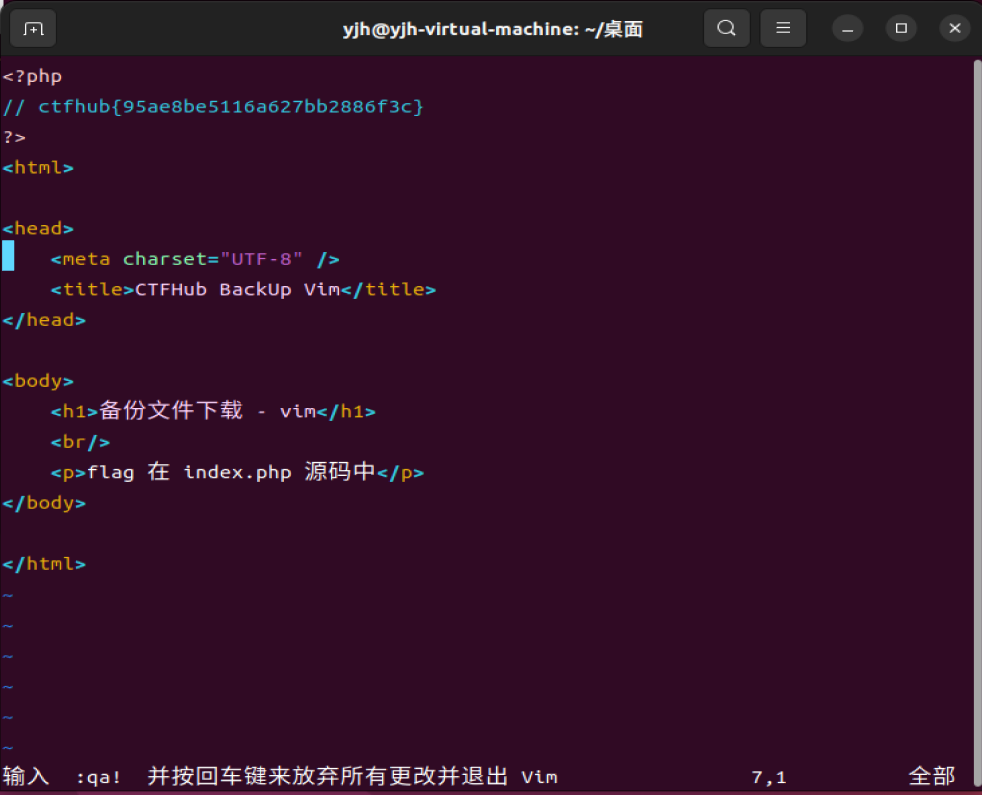 yjh@yjh-virtual-machine: ~/桌面
<?php
// ctfhub{95ae8be5116a627bb2886f3c}
?>
<html>

<head>
    <meta charset="UTF-8" />
    <title>CTFHub BackUp Vim</title>
</head>

<body>
    <h1>备份文件下载 - vim</h1>
    <br/>
    <p>flag 在 index.php 源码中</p>
</body>

</html>
~
~
~
~
~
~
输入  :qa!  并按回车键来放弃所有更改并退出 Vim 7,1 全部